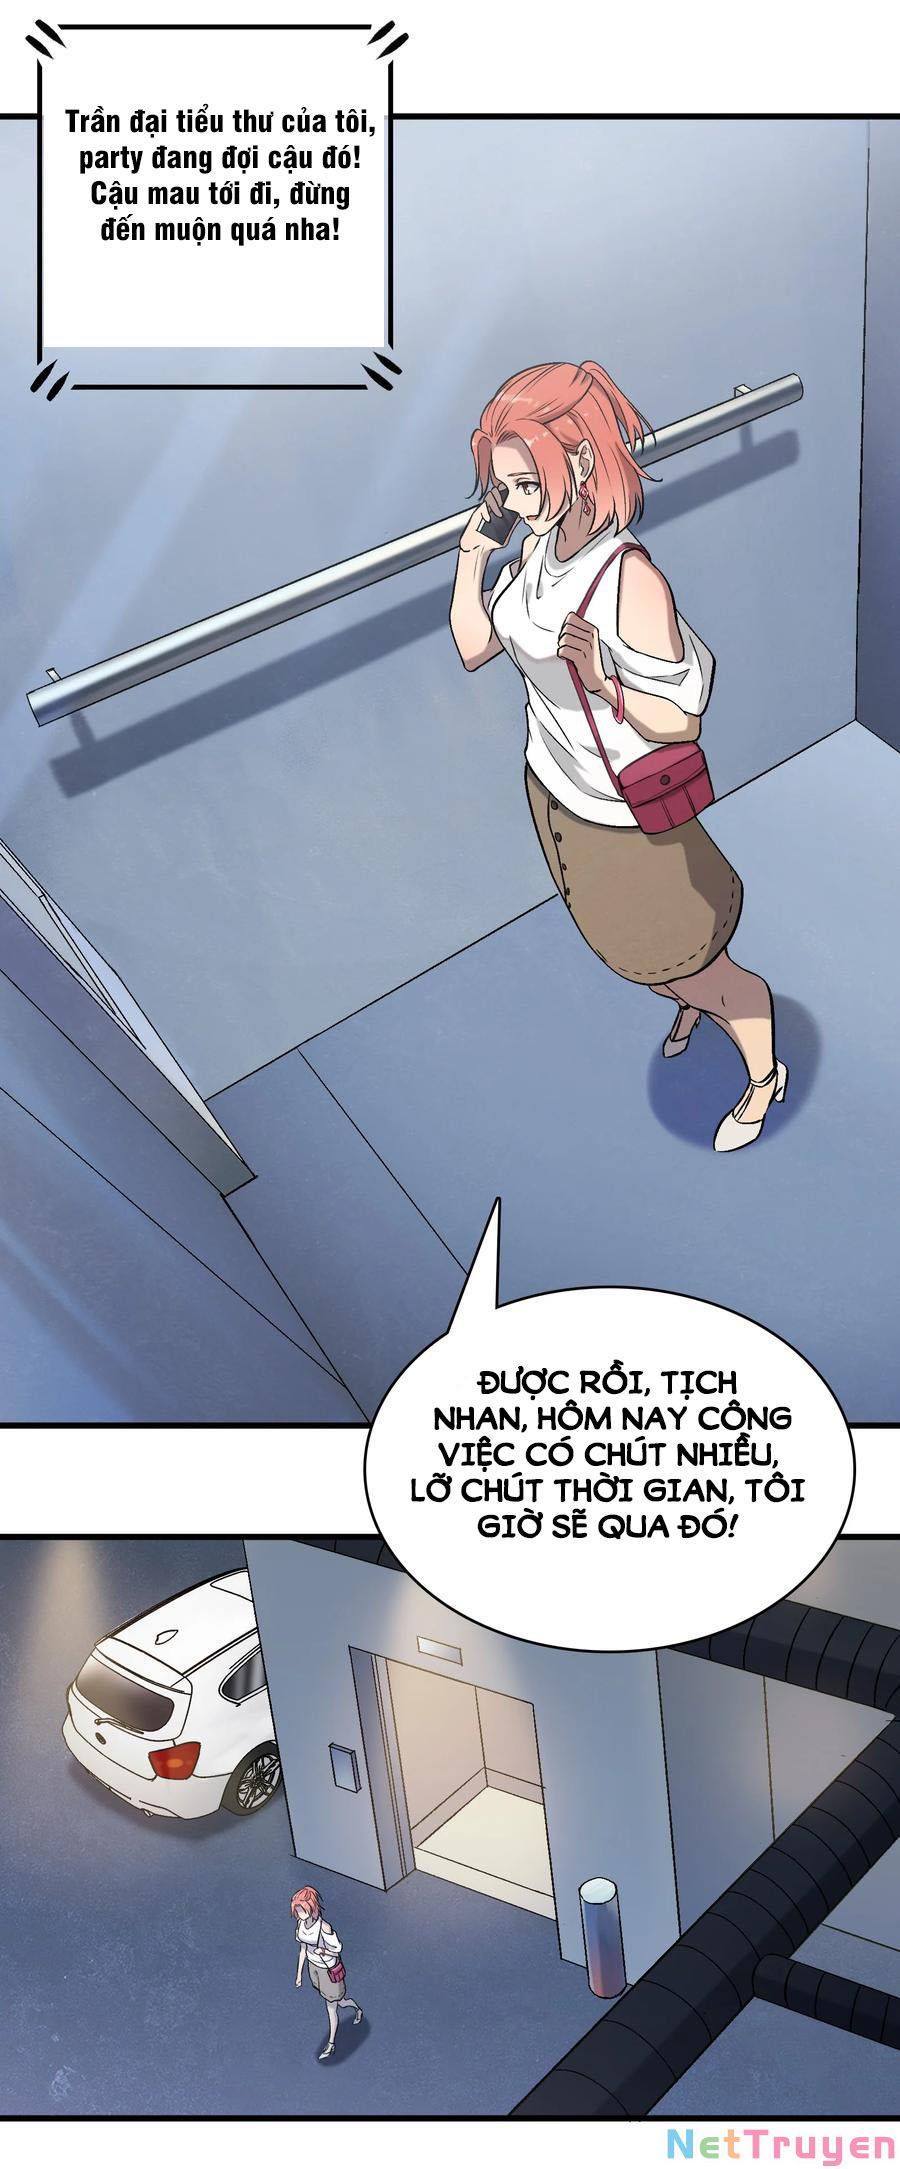 Trần đại tiểu thư của tôi,
party đang đợi cậu đó!
Cậu mau tới đi, đừng
đến muộn quá nha!
ĐƯỢC RỒI, TỊCH
NHAN, HÔM NAY CÔNG
VIỆC CÓ CHÚT NHIỀU,
LỠ CHÚT THỜI GIAN, TÔI
GIỜ SẼ QUA ĐÓ!
NetTruyen